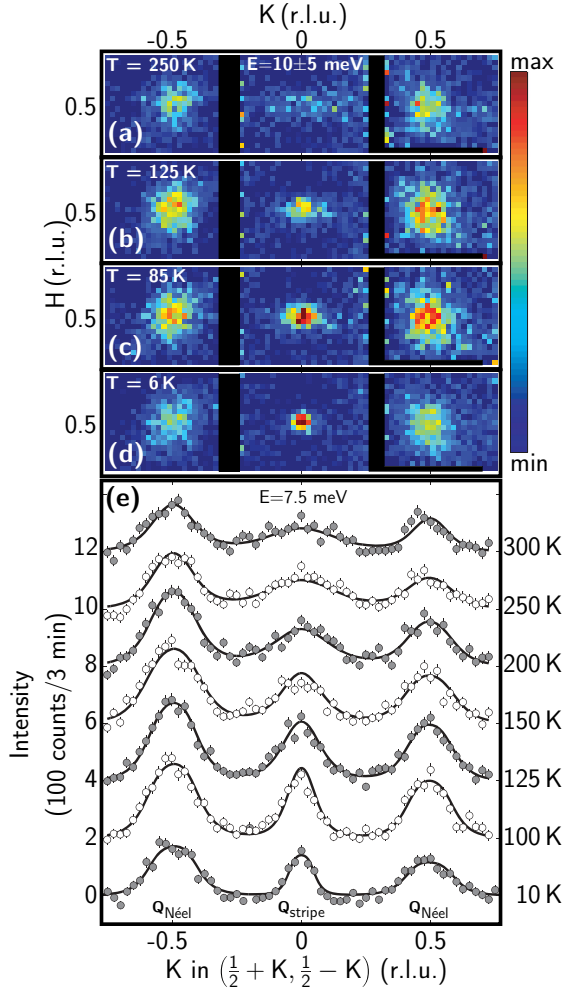 K (r.l.u.)
-0.5 0 0.5
max
T = 250 K E=10±5 meV
0.5
(a)
T = 125 K
0.5
(b)
H (r.l.u.)
T = 85 K
0.5
(c)
T = 6 K
0.5
(d)
min
(e) E=7.5 meV
12 300 K
10 250 K
8 200 K
6 150 K
4 125 K
2 100 K
0 10 K
Intensity
(100 counts/3 min)
Q_Néel Q_stripe Q_Néel
-0.5 0 0.5
K in (1/2 + K, 1/2 − K) (r.l.u.)